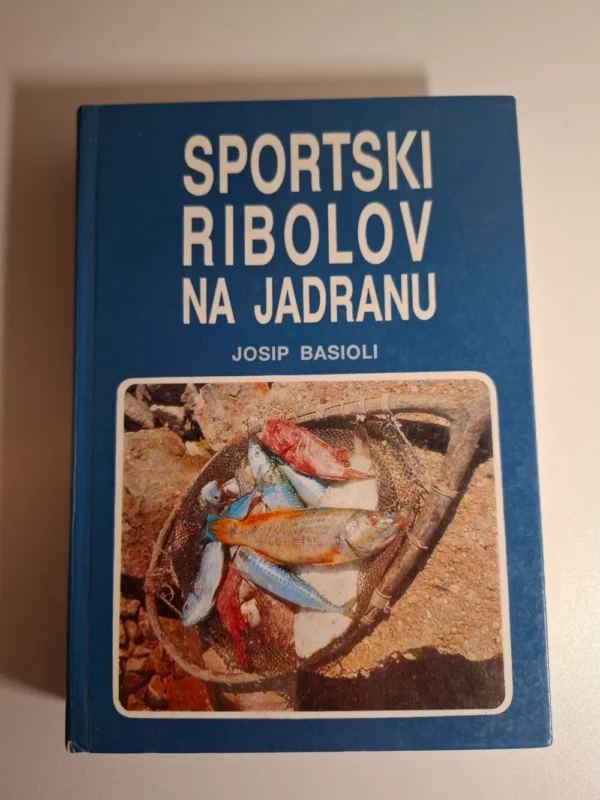 SPORTSKI
RIBOLOV
NA JADRANU
JOSIP BASIOLI